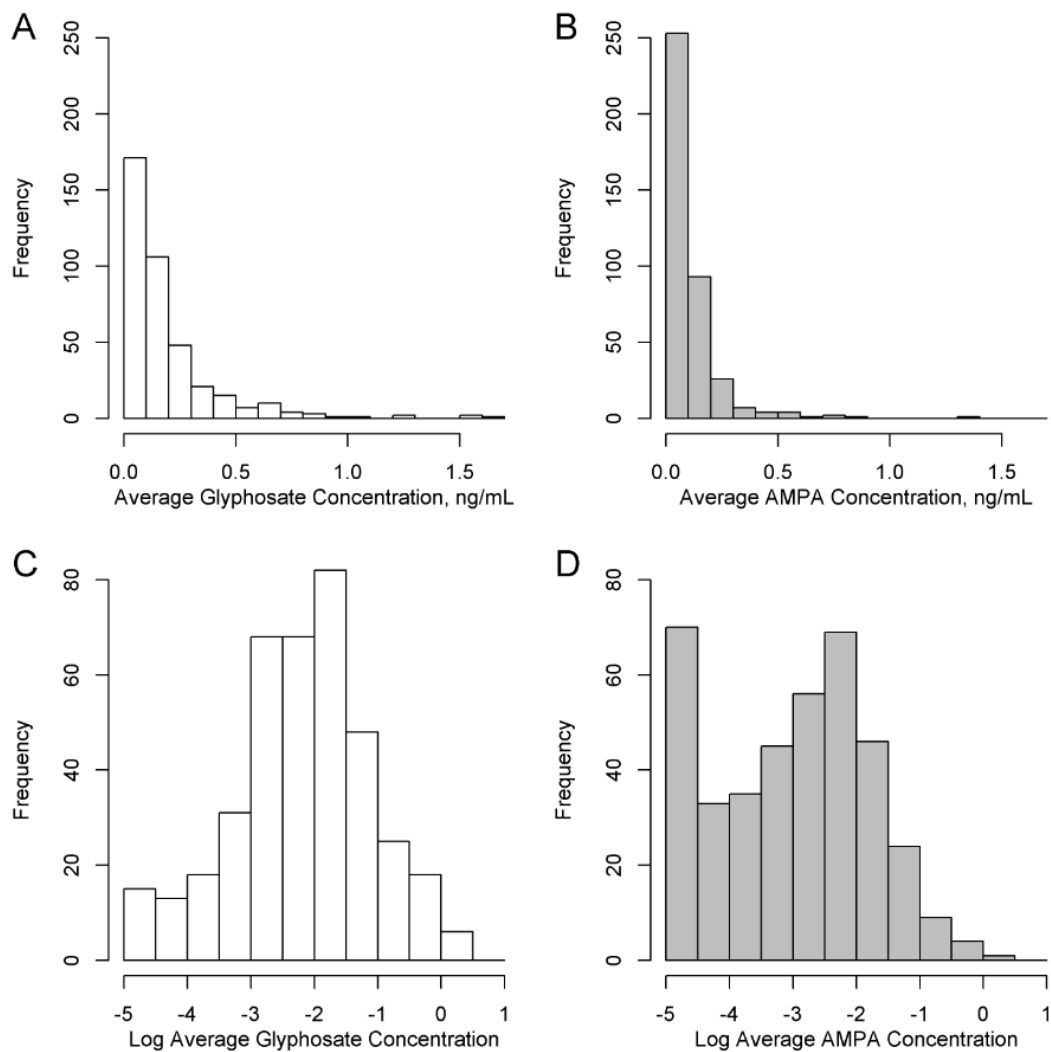 A
250
200
150
100
50
0
Frequency
0.0 0.5 1.0 1.5
Average Glyphosate Concentration, ng/mL
B
250
200
150
100
50
0
Frequency
0.0 0.5 1.0 1.5
Average AMPA Concentration, ng/mL
C
80
60
40
20
0
Frequency
-5 -4 -3 -2 -1 0 1
Log Average Glyphosate Concentration
D
80
60
40
20
0
Frequency
-5 -4 -3 -2 -1 0 1
Log Average AMPA Concentration